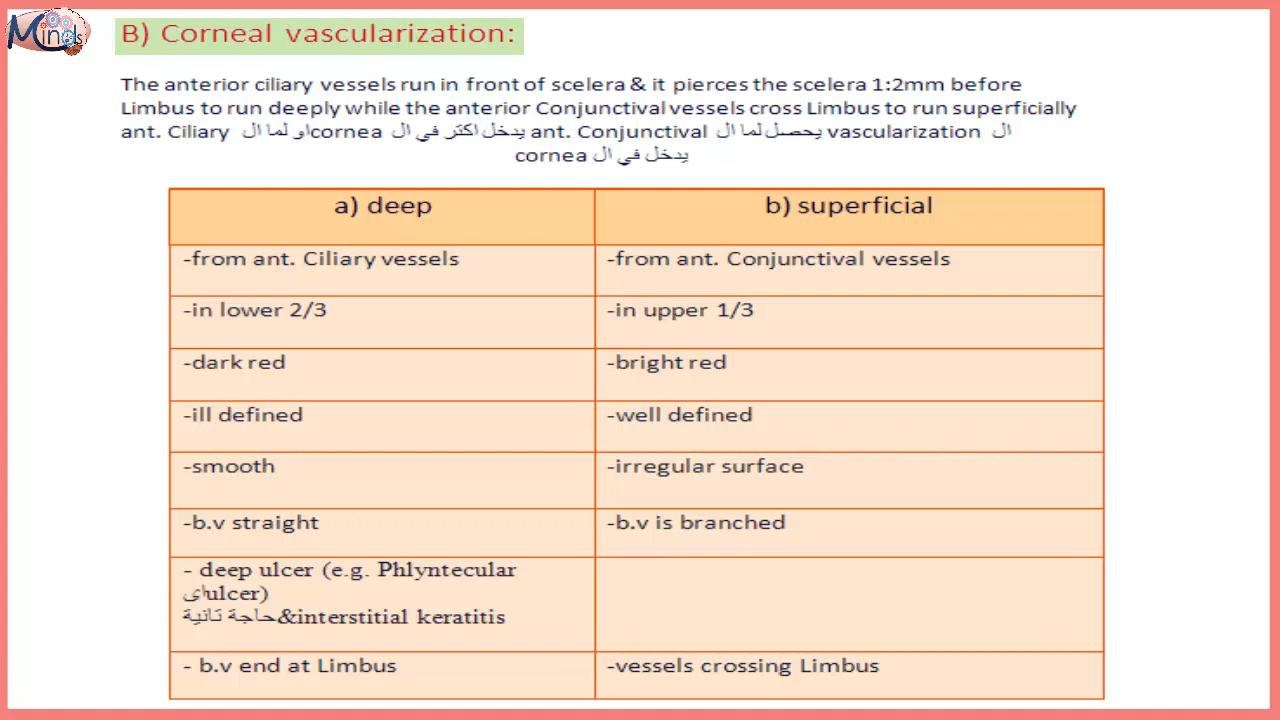 Minds
B) Corneal vascularization:
The anterior ciliary vessels run in front of scelera & it pierces the scelera 1:2mm before
Limbus to run deeply while the anterior Conjunctival vessels cross Limbus to run superficially
ال vascularization يحصل لما ال ant. Conjunctival يدخل اكتر في ال cornea او لما ال ant. Ciliary
يدخل في ال cornea
a) deep
b) superficial
-from ant. Ciliary vessels
-from ant. Conjunctival vessels
-in lower 2/3
-in upper 1/3
-dark red
-bright red
-ill defined
-well defined
-smooth
-irregular surface
-b.v straight
-b.v is branched
- deep ulcer (e.g. Phlyntecular
اى ulcer)
حاجة تانية &interstitial keratitis
- b.v end at Limbus
-vessels crossing Limbus